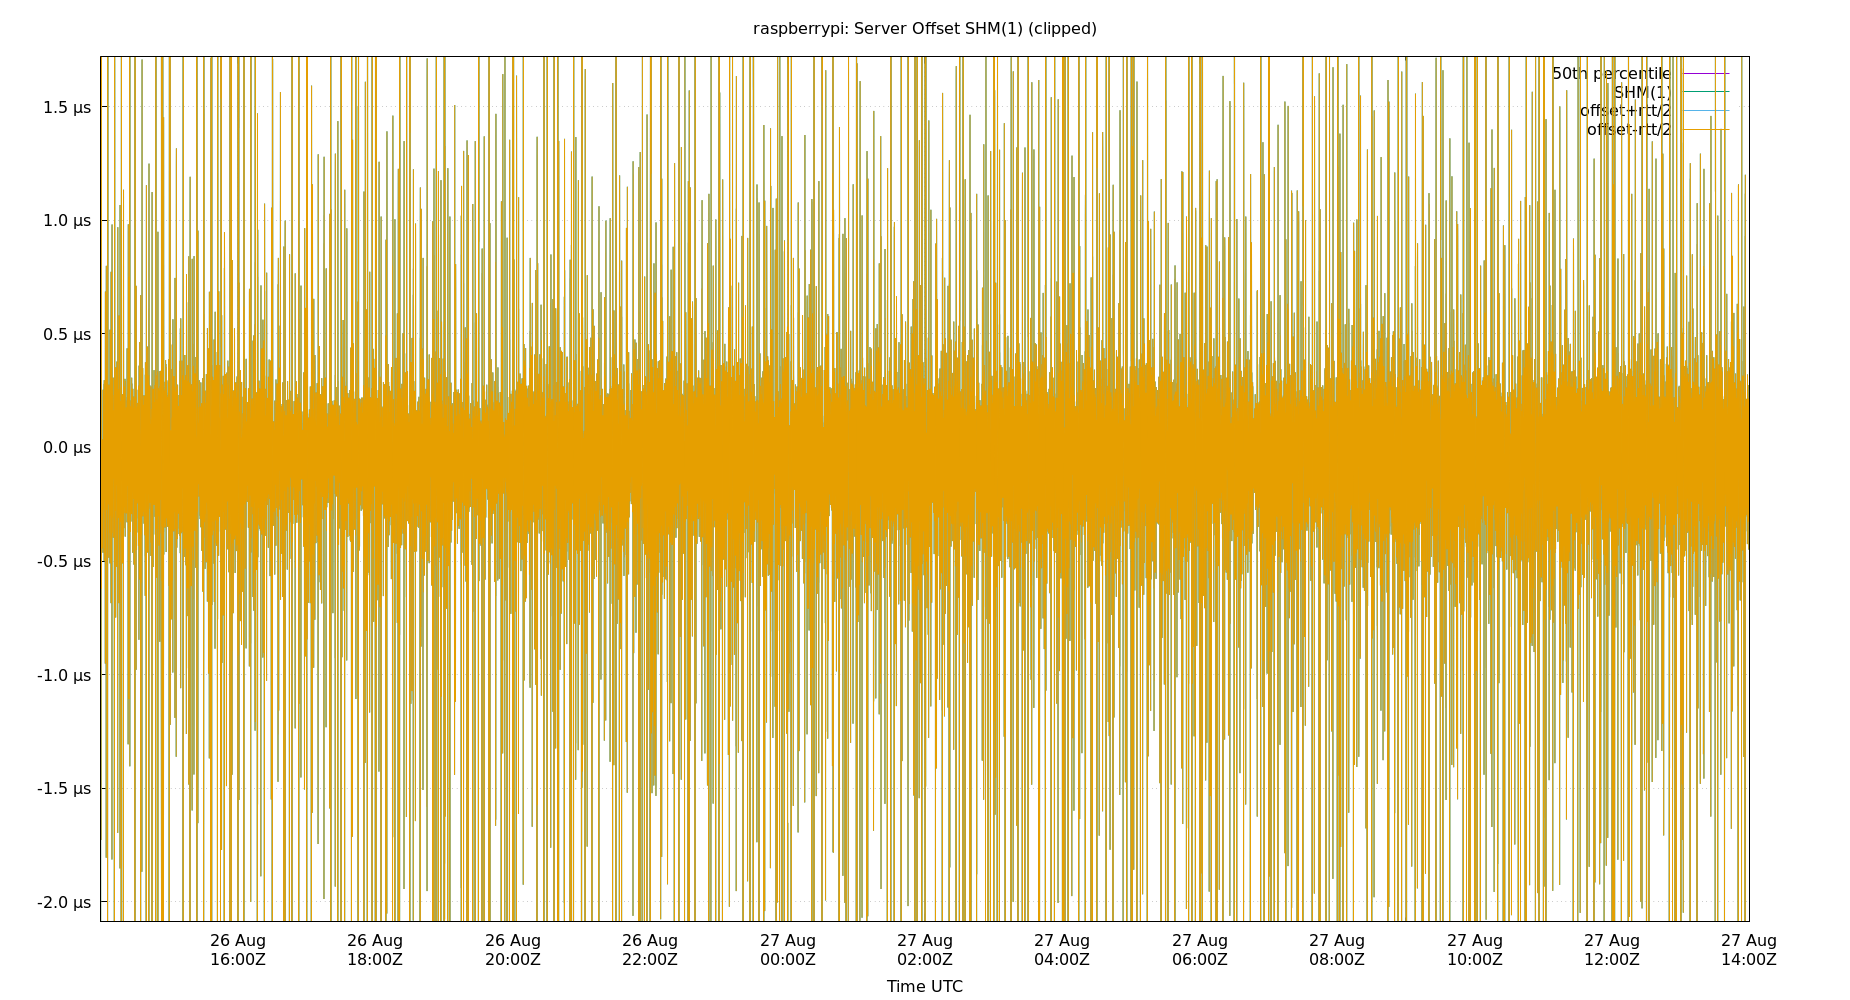 raspberrypi: Server Offset SHM(1) (clipped)
50th percentile
SHM(1)
offset+rtt/2
offset-rtt/2
1.5 µs
1.0 µs
0.5 µs
0.0 µs
-0.5 µs
-1.0 µs
-1.5 µs
-2.0 µs
26 Aug 26 Aug 26 Aug 26 Aug 27 Aug 27 Aug 27 Aug 27 Aug 27 Aug 27 Aug 27 Aug 27 Aug
16:00Z 18:00Z 20:00Z 22:00Z 00:00Z 02:00Z 04:00Z 06:00Z 08:00Z 10:00Z 12:00Z 14:00Z
Time UTC